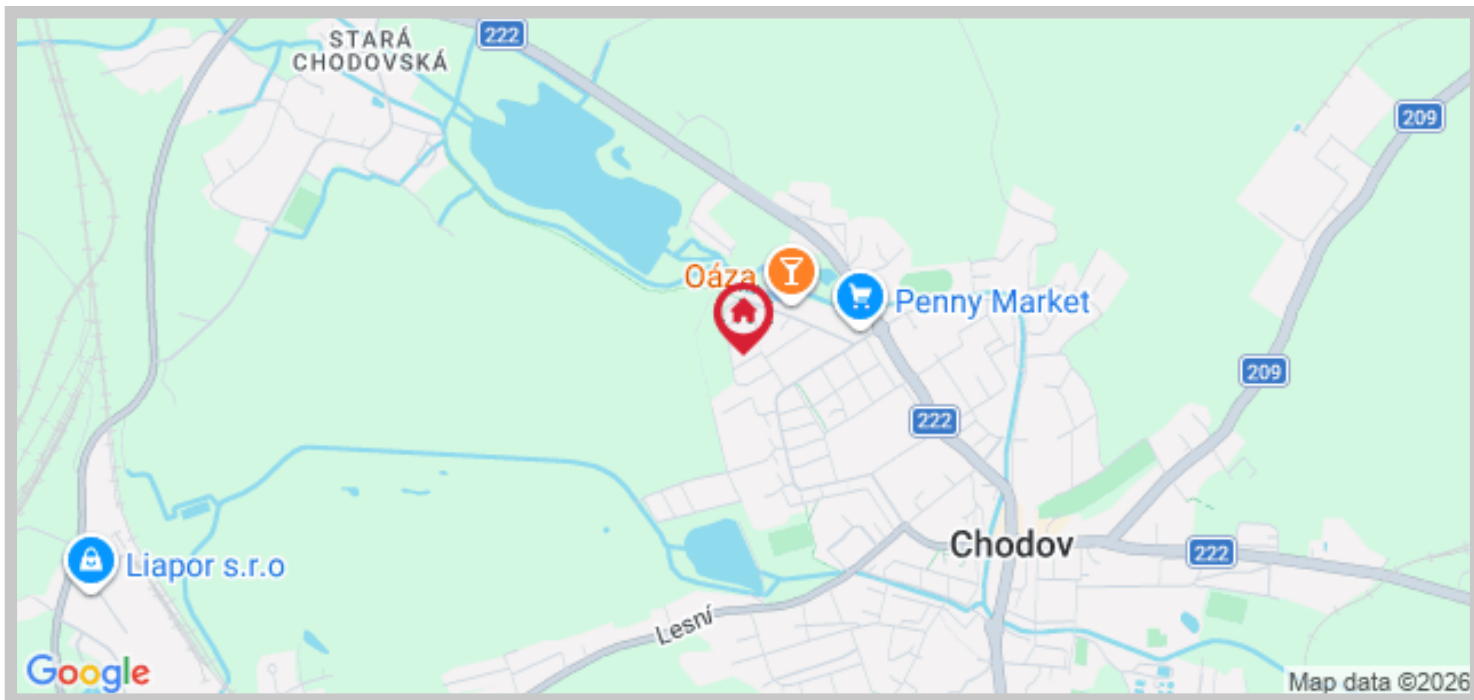 STARÁ
CHODOVSKÁ
222
209
Oáza
Penny Market
209
222
Chodov
222
Liapor s.r.o
Lesní
Google
Map data ©2026